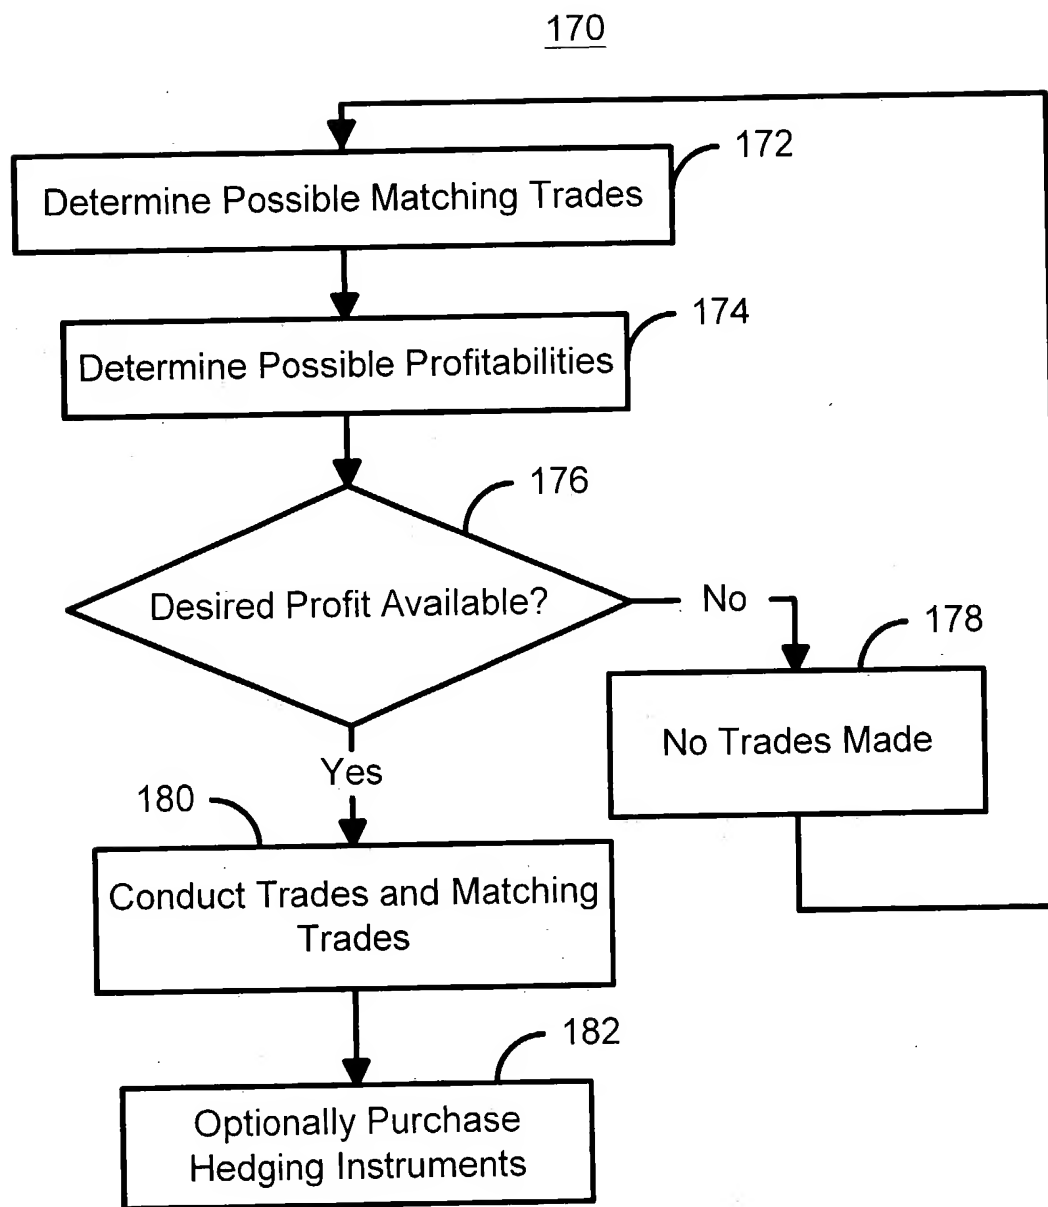 170
172
Determine Possible Matching Trades
174
Determine Possible Profitabilities
176
Desired Profit Available?
No
178
No Trades Made
Yes
180
Conduct Trades and Matching
Trades
182
Optionally Purchase
Hedging Instruments